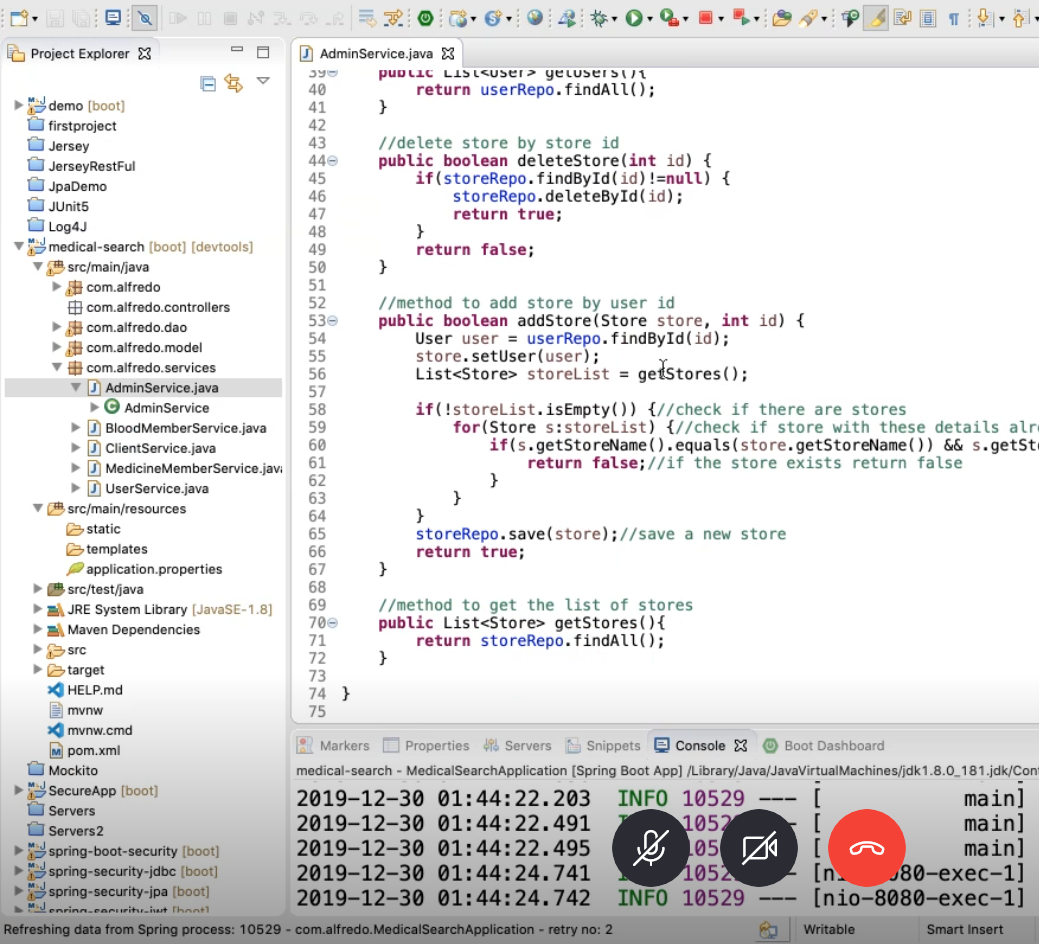 Project Explorer
demo [boot]
firstproject
Jersey
JerseyRestFul
JpaDemo
JUnit5
Log4J
medical-search [boot] [devtools]
src/main/java
com.alfredo
com.alfredo.controllers
com.alfredo.dao
com.alfredo.model
com.alfredo.services
AdminService.java
AdminService
BloodMemberService.java
ClientService.java
MedicineMemberService.java
UserService.java
src/main/resources
static
templates
application.properties
src/test/java
JRE System Library [JavaSE-1.8]
Maven Dependencies
src
target
HELP.md
mvnw
mvnw.cmd
pom.xml
Mockito
SecureApp [boot]
Servers
Servers2
spring-boot-security [boot]
spring-security-jdbc [boot]
spring-security-jpa [boot]
spring-security-jwt [boot]
AdminService.java
39 public List<User> getUsers(){
40 return userRepo.findAll();
41 }
42
43 //delete store by store id
44 public boolean deleteStore(int id) {
45 if(storeRepo.findById(id)!=null) {
46 storeRepo.deleteById(id);
47 return true;
48 }
49 return false;
50 }
51
52 //method to add store by user id
53 public boolean addStore(Store store, int id) {
54 User user = userRepo.findById(id);
55 store.setUser(user);
56 List<Store> storeList = getStores();
57
58 if(!storeList.isEmpty()) {//check if there are stores
59 for(Store s:storeList) {//check if store with these details alr
60 if(s.getStoreName().equals(store.getStoreName()) && s.getSt
61 return false;//if the store exists return false
62 }
63 }
64 }
65 storeRepo.save(store);//save a new store
66 return true;
67 }
68
69 //method to get the list of stores
70 public List<Store> getStores(){
71 return storeRepo.findAll();
72 }
73
74 }
75
Markers Properties Servers Snippets Console Boot Dashboard
medical-search - MedicalSearchApplication [Spring Boot App] /Library/Java/JavaVirtualMachines/jdk1.8.0_181.jdk/Con
2019-12-30 01:44:22.203 INFO 10529 --- [ main]
2019-12-30 01:44:22.491 1052 [ main]
2019-12-30 01:44:22.495 105 [ main]
2019-12-30 01:44:24.741 1052 [n 080-exec-1]
2019-12-30 01:44:24.742 INFO 10529 --- [nio-8080-exec-1]
Refreshing data from Spring process: 10529 - com.alfredo.MedicalSearchApplication - retry no: 2
Writable
Smart Insert